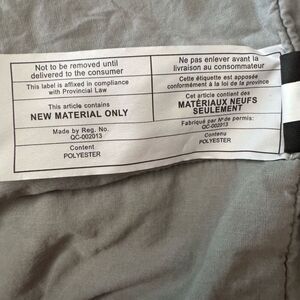 Not to be removed until
delivered to the consumer
This label is affixed in compliance
with Provincial Law
This article contains
NEW MATERIAL ONLY
Made by Reg. No.
QC-002013
Content
POLYESTER
Ne pas enlever avant la
livraison au consommateur
Cette étiquette est apposée
conformément à la loi de la province
Cet article contient des
MATÉRIAUX NEUFS
SEULEMENT
Fabriqué par Nº de permis:
QC-002013
Contenu
POLYESTER